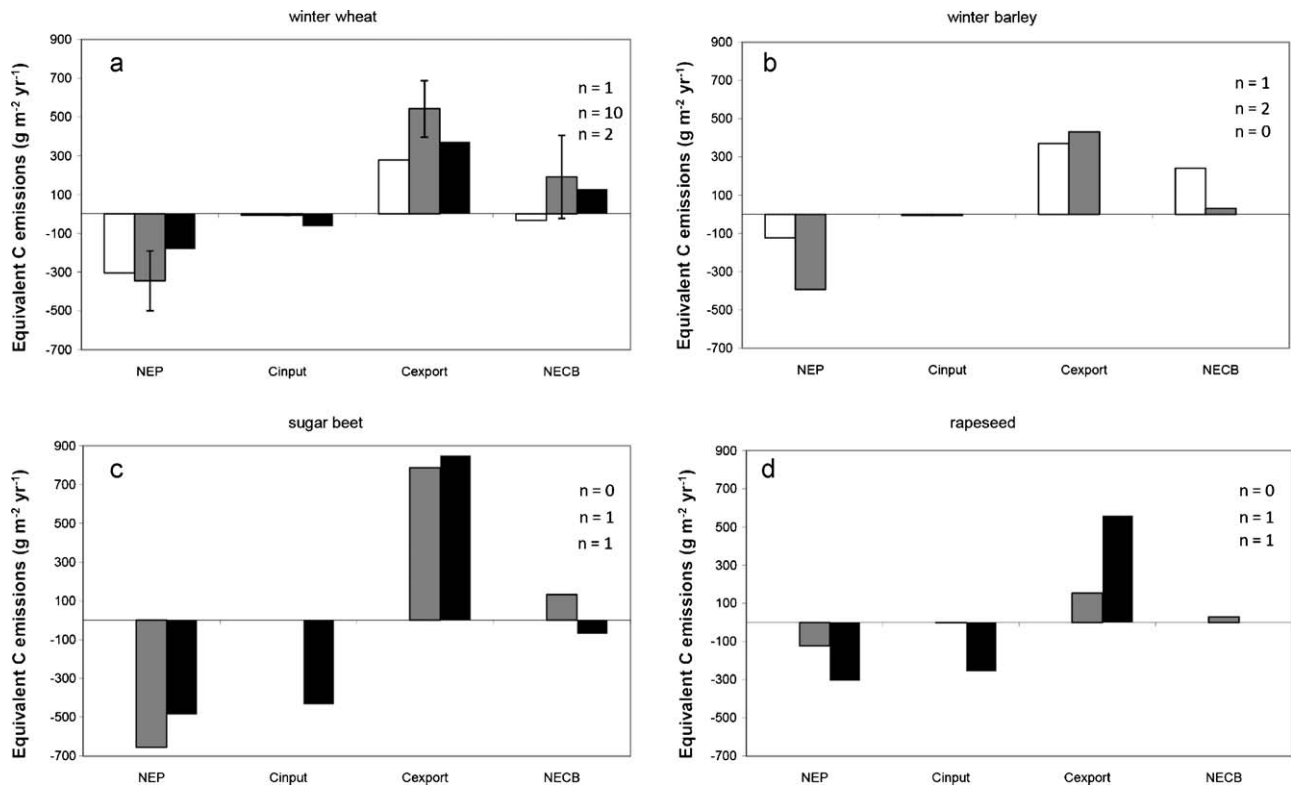 winter wheat
a
Equivalent C emissions (g m⁻² yr⁻¹)
900
700
500
300
100
-100
-300
-500
-700
n = 1
n = 10
n = 2
NEP Cinput Cexport NECB
winter barley
b
Equivalent C emissions (g m⁻² yr⁻¹)
900
700
500
300
100
-100
-300
-500
-700
n = 1
n = 2
n = 0
NEP Cinput Cexport NECB
sugar beet
c
Equivalent C emissions (g m⁻² yr⁻¹)
900
700
500
300
100
-100
-300
-500
-700
n = 0
n = 1
n = 1
NEP Cinput Cexport NECB
rapeseed
d
Equivalent C emissions (g m⁻² yr⁻¹)
900
700
500
300
100
-100
-300
-500
-700
n = 0
n = 1
n = 1
NEP Cinput Cexport NECB